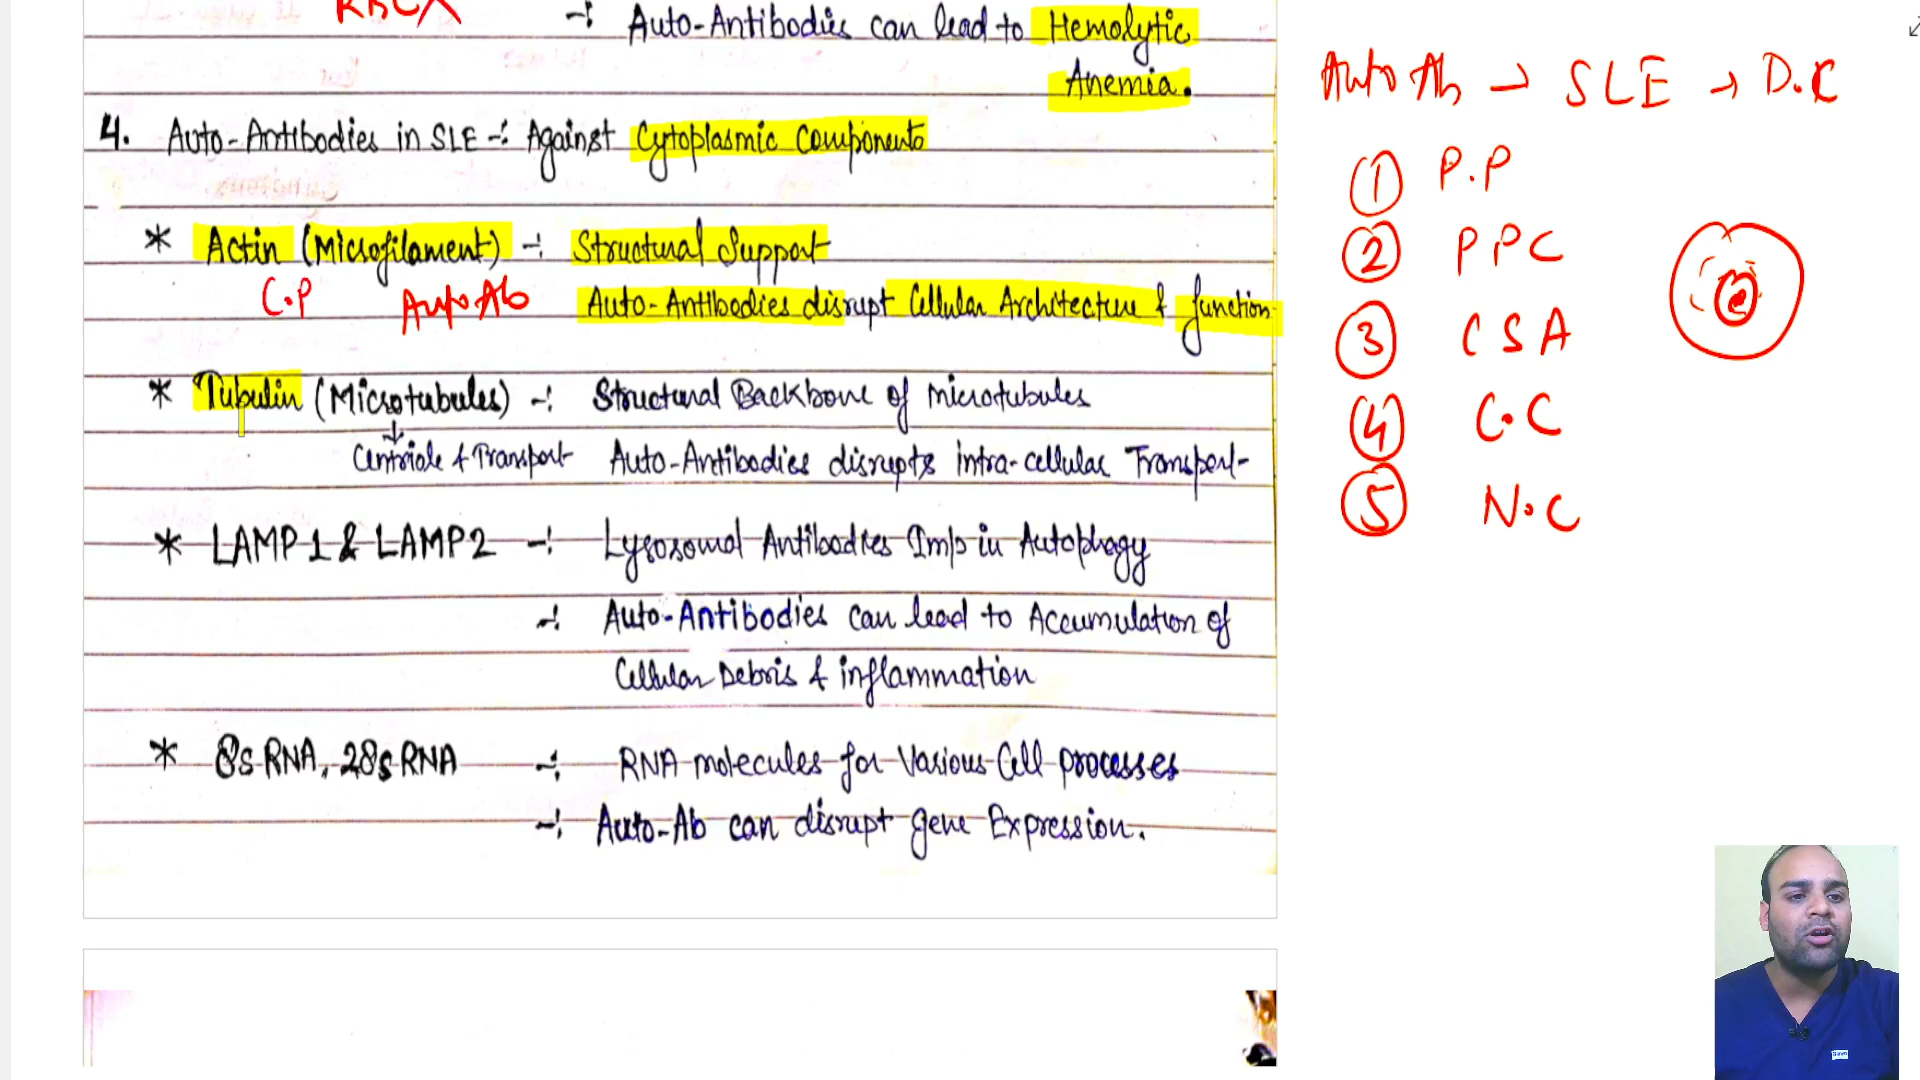 -: Auto-Antibodies can lead to Hemolytic
Anemia.
4. Auto-Antibodies in SLE -: Against Cytoplasmic Components
* Actin (Microfilament) -: Structural Support
C.P Auto Ab Auto-Antibodies disrupt Cellular Architecture & function.
* Tubulin (Microtubules) -: Structural Backbone of microtubules
↓
Centriole & Transport Auto-Antibodies disrupts intra-cellular Transport-
* LAMP 1 & LAMP 2 -: Lysosomal Antibodies Imp in Autophagy
-: Auto-Antibodies can lead to Accumulation of
Cellular Debris & inflammation
* 8s RNA, 28s RNA -: RNA molecules for Various Cell processes
-: Auto-Ab can disrupt gene Expression.
Auto Ab → SLE → D.C
① P.P
② P P C
③ C S A
④ C.C
⑤ N.C